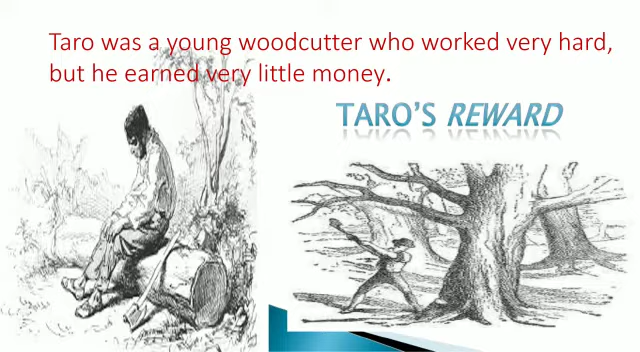 Taro was a young woodcutter who worked very hard,
but he earned very little money.
TARO'S REWARD